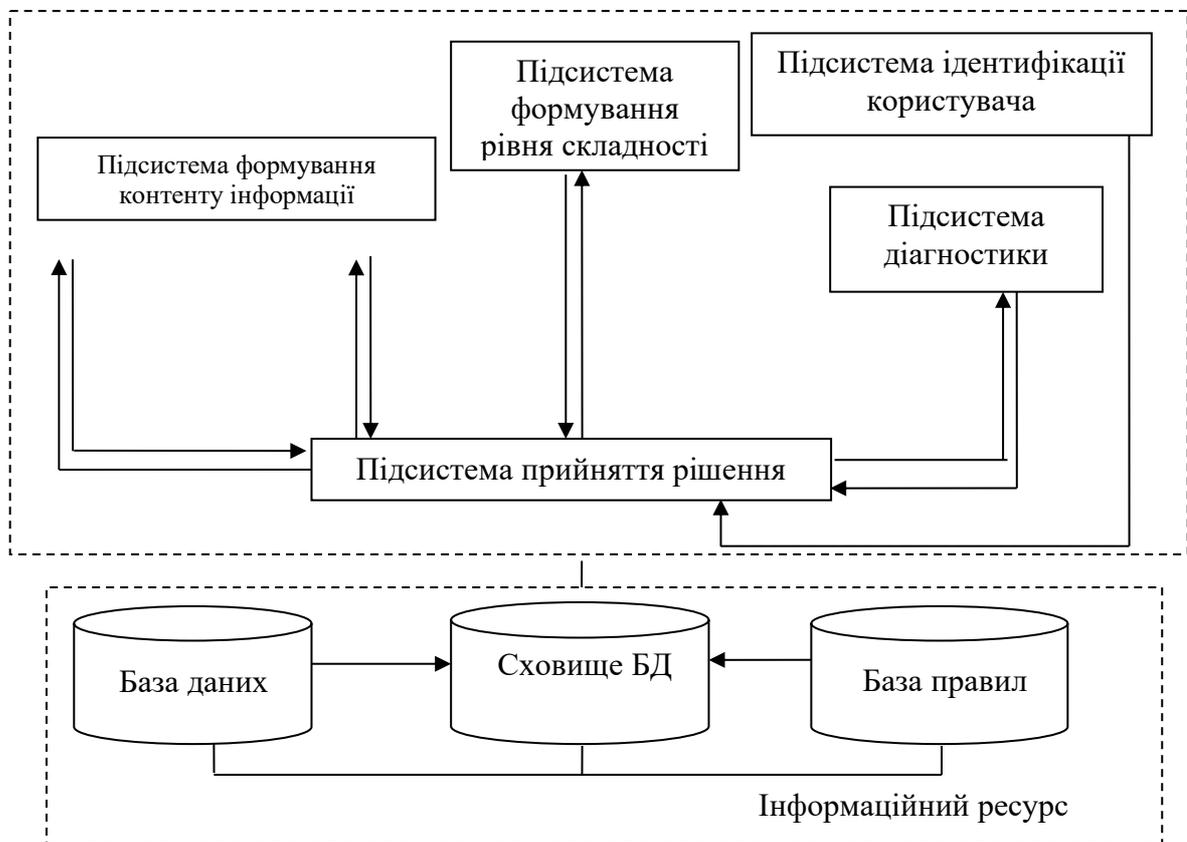 Підсистема
формування
рівня складності
Підсистема ідентифікації
користувача
Підсистема формування
контенту інформації
Підсистема
діагностики
Підсистема прийняття рішення
База даних
Сховище БД
База правил
Інформаційний ресурс